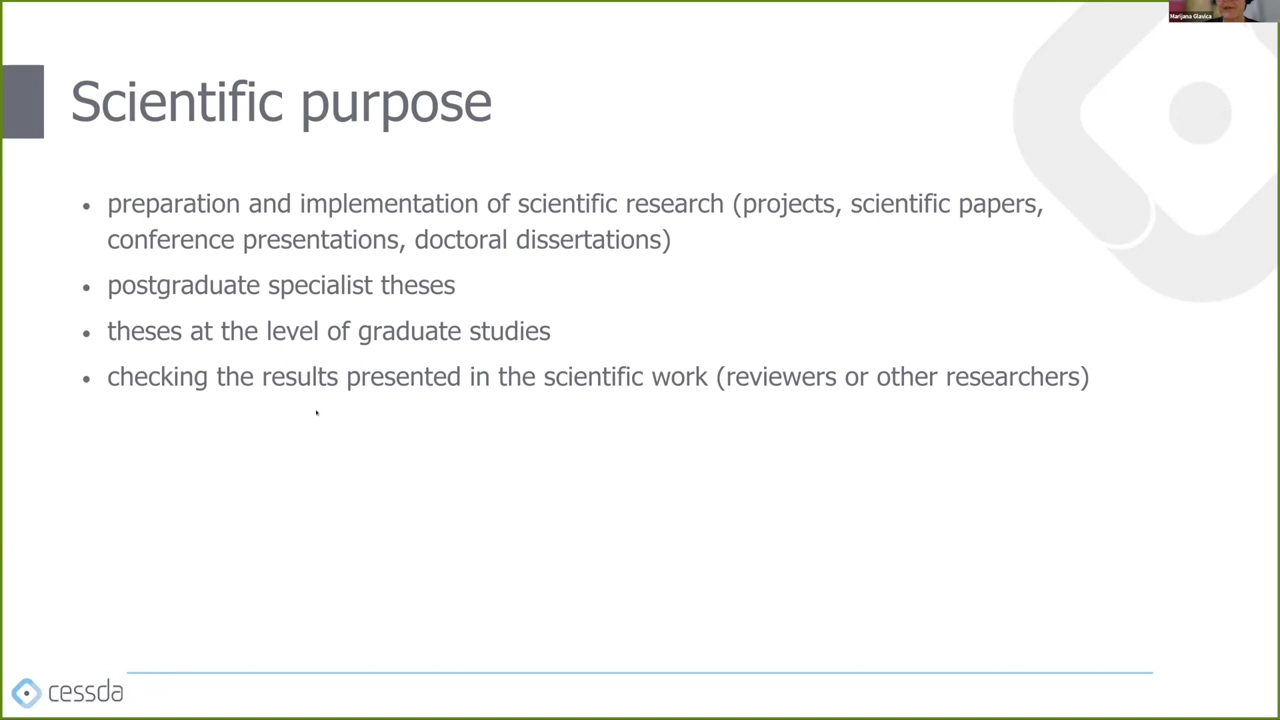 Marijana Glavica
Scientific purpose
• preparation and implementation of scientific research (projects, scientific papers,
conference presentations, doctoral dissertations)
• postgraduate specialist theses
• theses at the level of graduate studies
• checking the results presented in the scientific work (reviewers or other researchers)
cessda